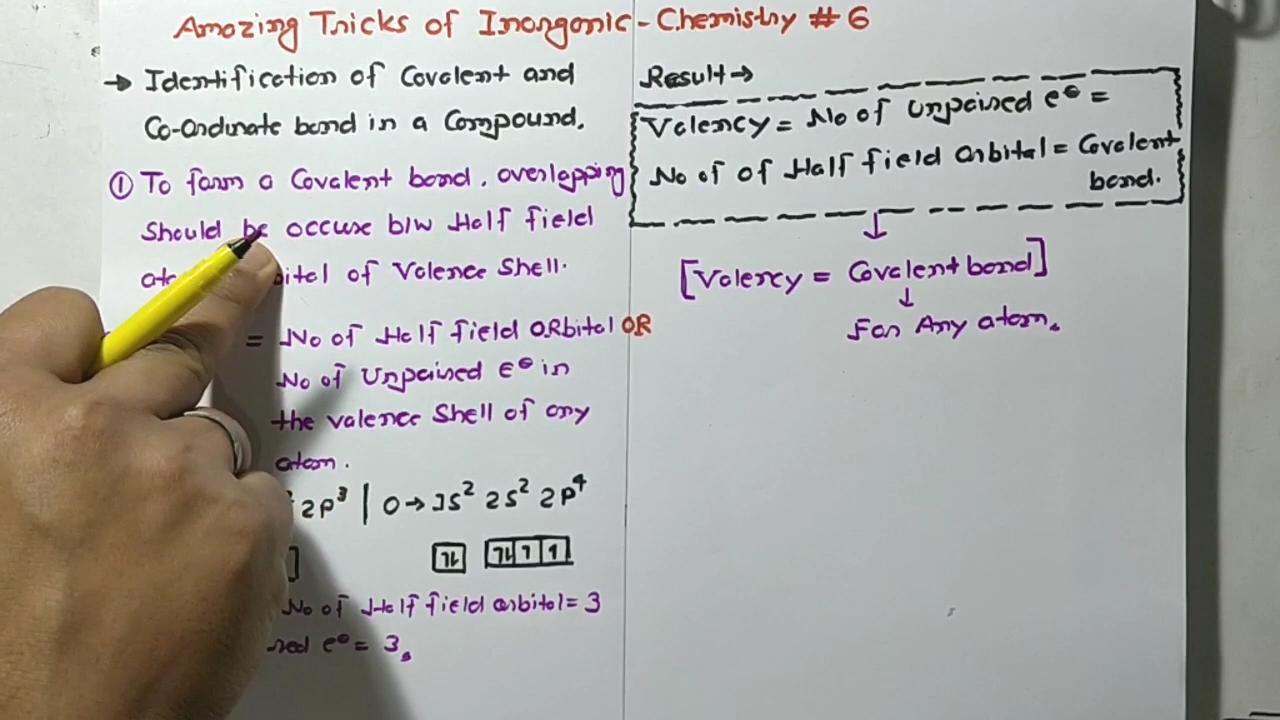 Amazing Tricks of Inorgonic-Chemistry #6
→ Identification of Covalent and
Co-Ordinate bond in a Compound.
① To form a Covalent bond, overlapping
Should be occuse b/w Half field
of Valence Shell.
= No of Half field ORbital OR
No of Unpaired e⊖ in
the valence Shell of any
atom.
2p³ | O→1S² 2S² 2p⁴
No of Half field orbital = 3
e⊖ = 3
Result →
Valency = No of Unpaired e⊖ =
No of of Half field orbital = Covalent
bond.
[Valency = Covalent bond]
For Any atom.